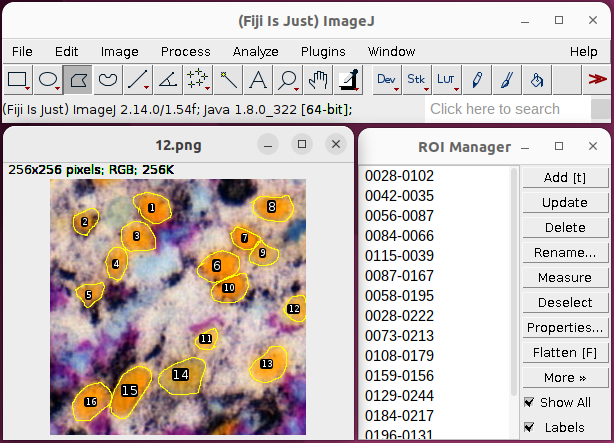 (Fiji Is Just) ImageJ
File Edit Image Process Analyze Plugins Window Help
A Dev Stk LUT >>
(Fiji Is Just) ImageJ 2.14.0/1.54f; Java 1.8.0_322 [64-bit]; Click here to search
12.png
256x256 pixels; RGB; 256K
1
8
2
3
7
9
4
6
10
5
12
11
13
14
15
16
ROI Manager
0028-0102
0042-0035
0056-0087
0084-0066
0115-0039
0087-0167
0058-0195
0028-0222
0073-0213
0108-0179
0159-0156
0129-0244
0184-0217
0196-0131
Add [t]
Update
Delete
Rename...
Measure
Deselect
Properties...
Flatten [F]
More »
Show All
Labels